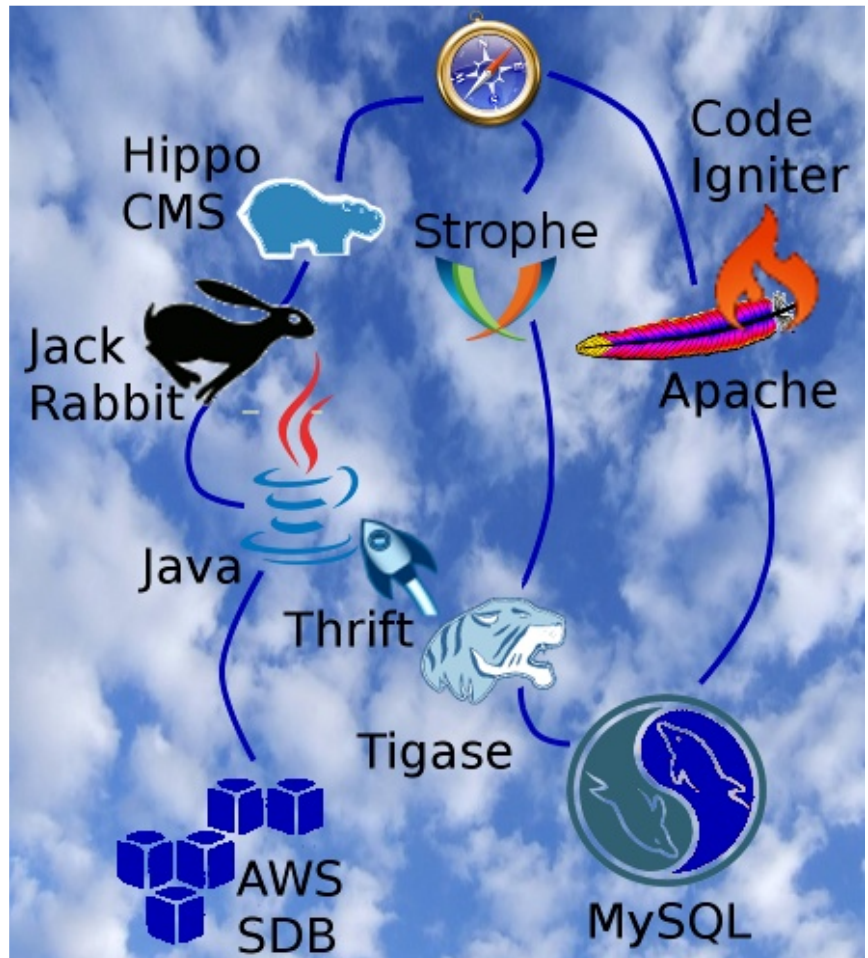 Code
Igniter
Hippo
CMS
Strophe
Jack
Rabbit
Apache
Java
Thrift
Tigase
AWS
SDB
MySQL